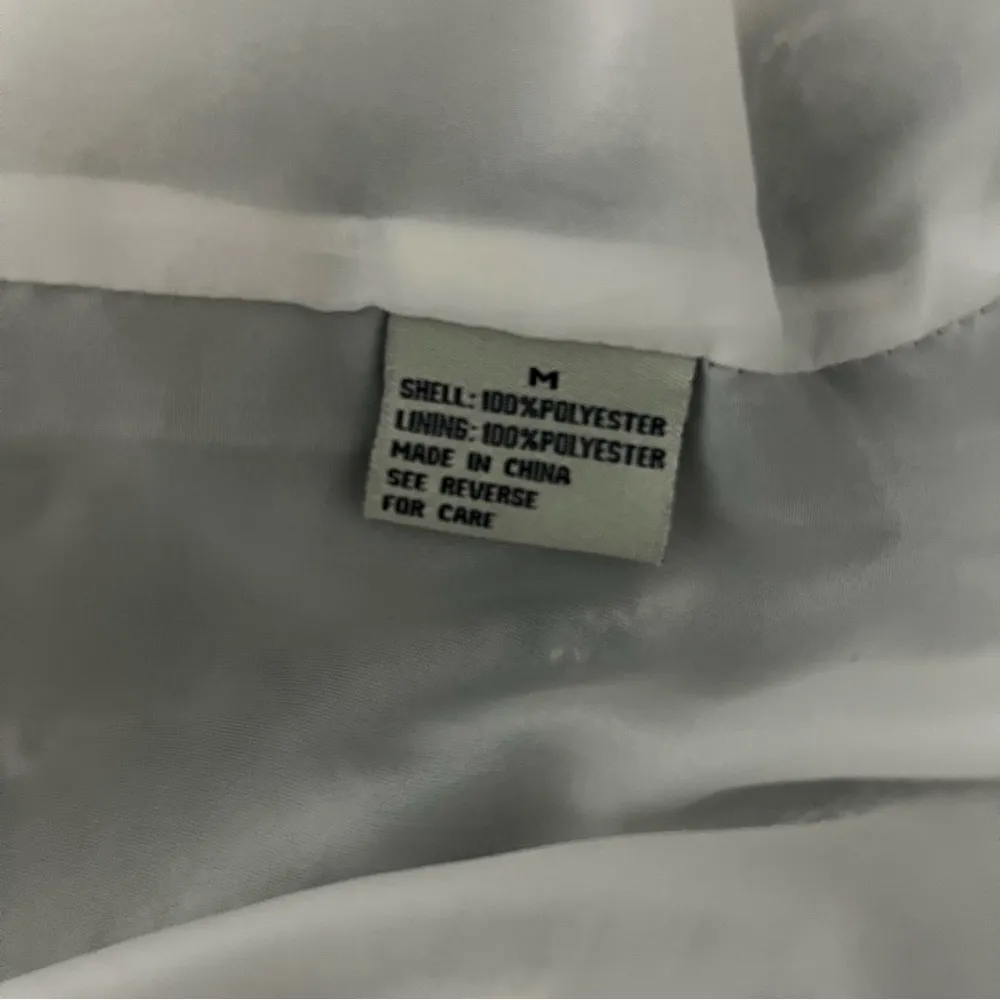 M
SHELL: 100%POLYESTER
LINING: 100%POLYESTER
MADE IN CHINA
SEE REVERSE
FOR CARE